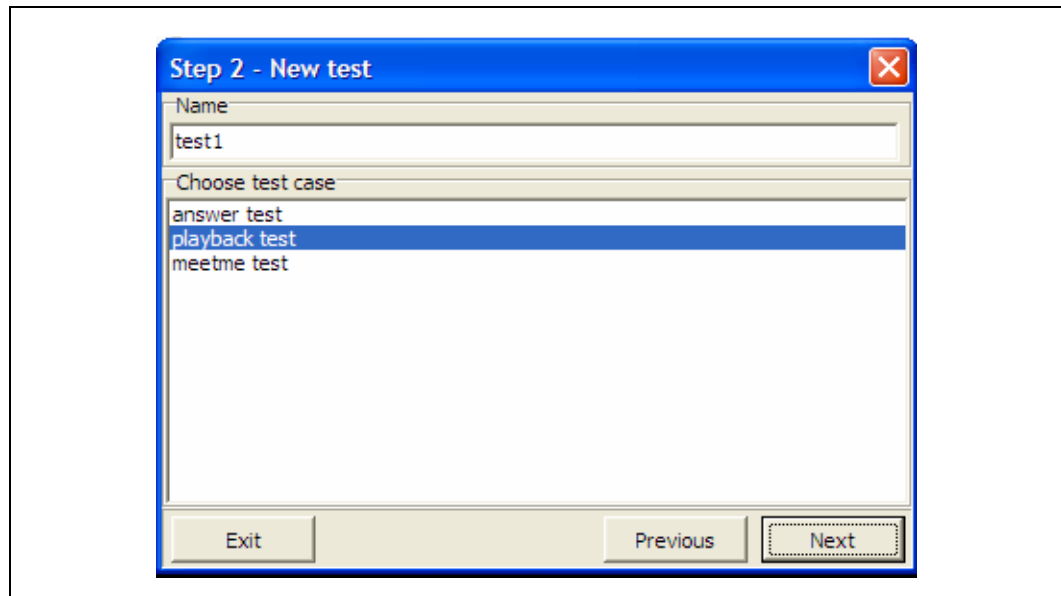 Step 2 - New test
Name
test1
Choose test case
answer test
playback test
meetme test
Exit
Previous
Next